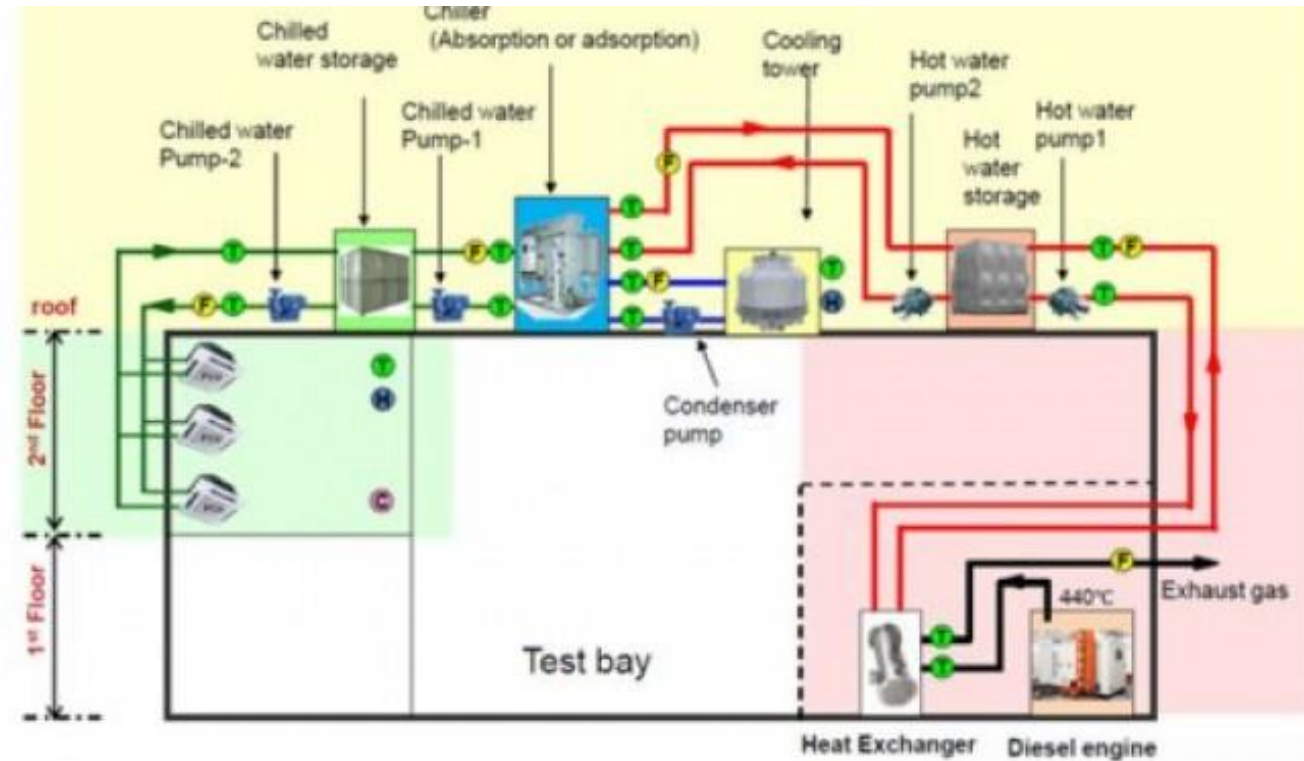 Chiller
(Absorption or adsorption)
Chilled
water storage
Cooling
tower
Hot water
pump2
Hot water
pump1
Hot
water
storage
Chilled water
Pump-1
Chilled water
Pump-2
F
T
T
T
F
T
T
F
T
T
F
T
H
T
F
T
F
T
T
T
roof
Condenser
pump
2nd Floor
T
H
C
1st Floor
F
Exhaust gas
440℃
T
T
Test bay
Heat Exchanger
Diesel engine